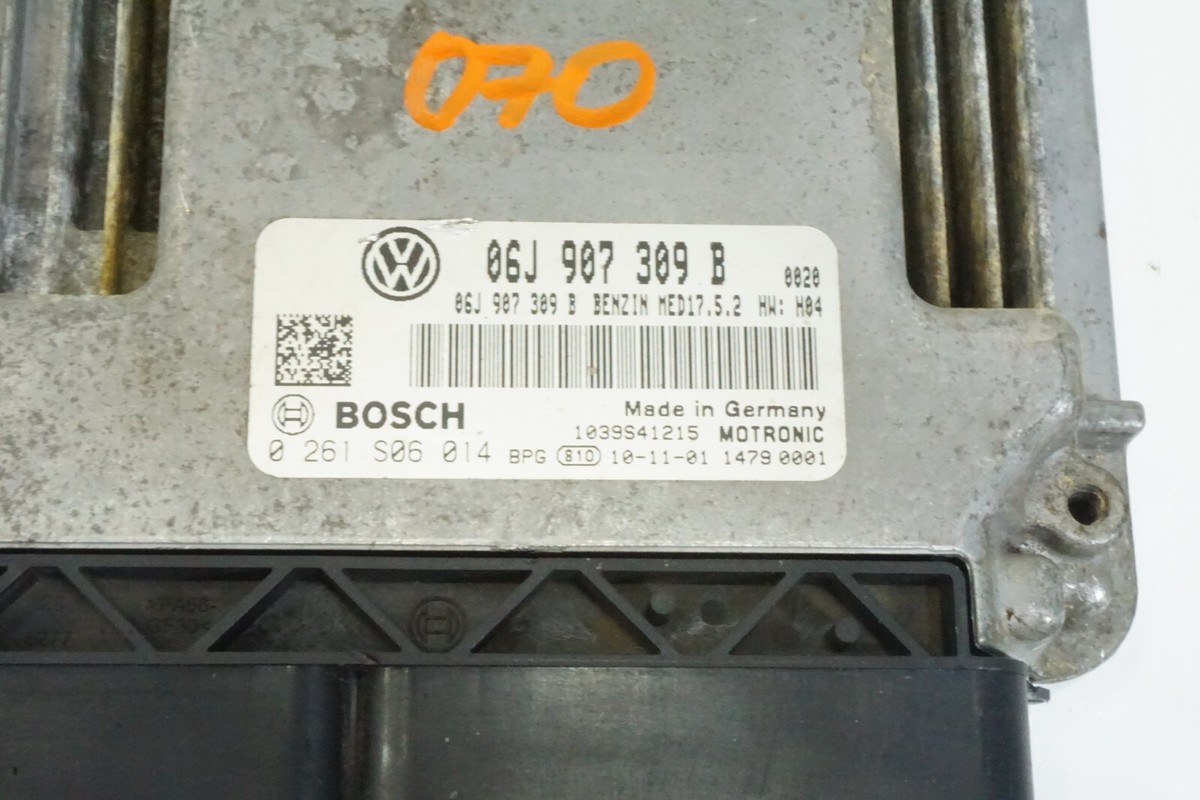 070
06J 907 309 B 0020
06J 907 309 B BENZIN MED17.5.2 HW: H04
BOSCH
Made in Germany
1039S41215 MOTRONIC
0 261 S06 014 BPG 810 10-11-01 1479 0001
>PA66-